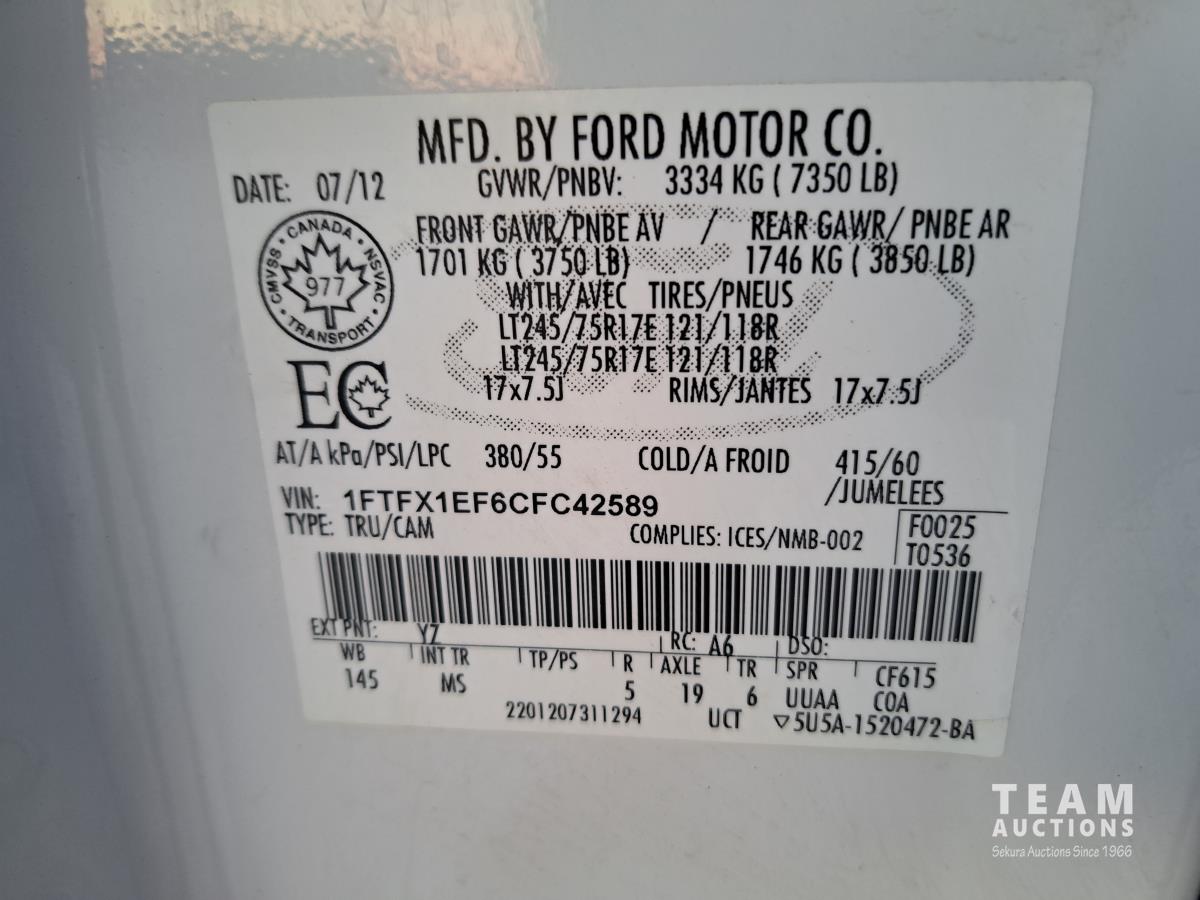 MFD. BY FORD MOTOR CO.
DATE: 07/12 GVWR/PNBV: 3334 KG ( 7350 LB)
FRONT GAWR/PNBE AV / REAR GAWR/ PNBE AR
1701 KG ( 3750 LB) 1746 KG ( 3850 LB)
CANADA
CMVSS NSVAC
977
TRANSPORT
WITH/AVEC TIRES/PNEUS
LT245/75R17E 121/118R
LT245/75R17E 121/118R
17x7.5J RIMS/JANTES 17x7.5J
EC
AT/A kPa/PSI/LPC 380/55 COLD/A FROID 415/60
/JUMELEES
VIN: 1FTFX1EF6CFC42589
TYPE: TRU/CAM COMPLIES: ICES/NMB-002
F0025
T0536
EXT PNT: YZ RC: A6 DSO:
WB INT TR TP/PS R AXLE TR SPR CF615
145 MS 5 19 6 UUAA COA
2201207311294 UCT ▽5U5A-1520472-BA
TEAM
AUCTIONS
Sekura Auctions Since 1966